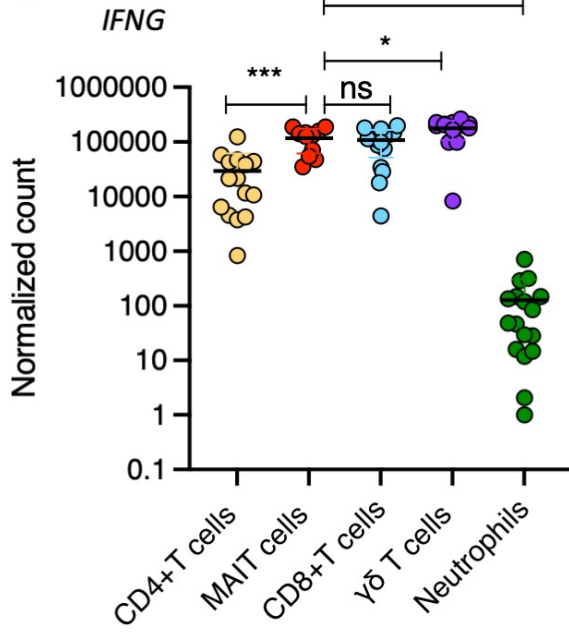 IFNG
*
***
ns
1000000
100000
10000
1000
100
10
1
0.1
Normalized count
CD4+T cells
MAIT cells
CD8+T cells
γδ T cells
Neutrophils